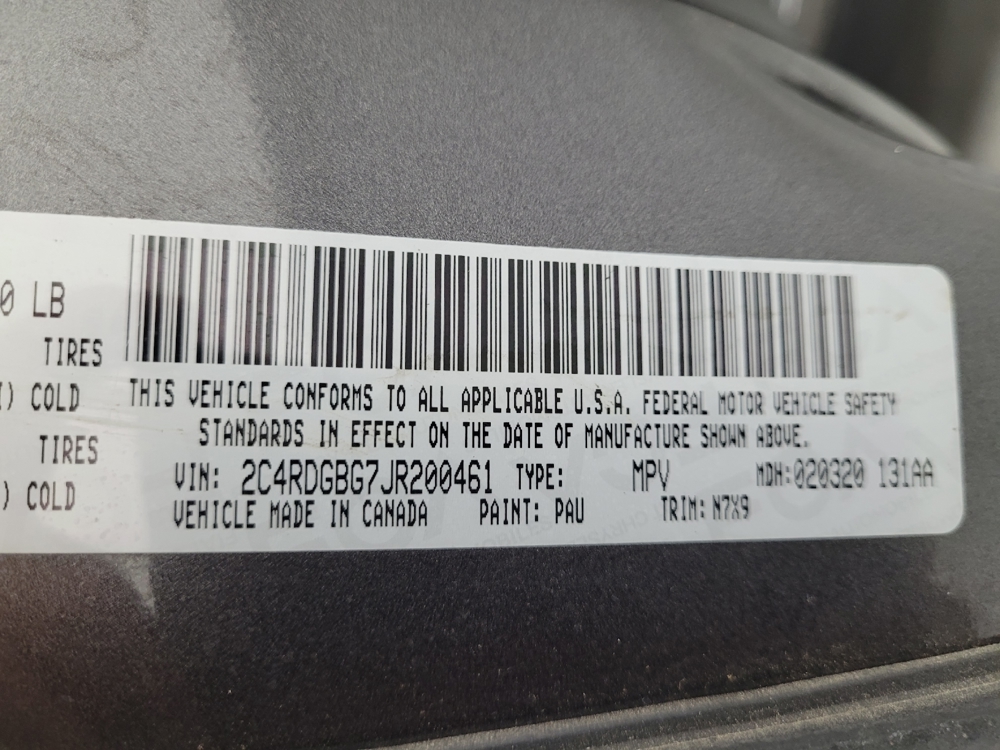 0 LB
TIRES
) COLD
TIRES
) COLD
THIS VEHICLE CONFORMS TO ALL APPLICABLE U.S.A. FEDERAL MOTOR VEHICLE SAFETY
STANDARDS IN EFFECT ON THE DATE OF MANUFACTURE SHOWN ABOVE.
VIN: 2C4RDGBG7JR200461 TYPE: MPV MDH:020320 131AA
VEHICLE MADE IN CANADA PAINT: PAU TRIM: N7X9